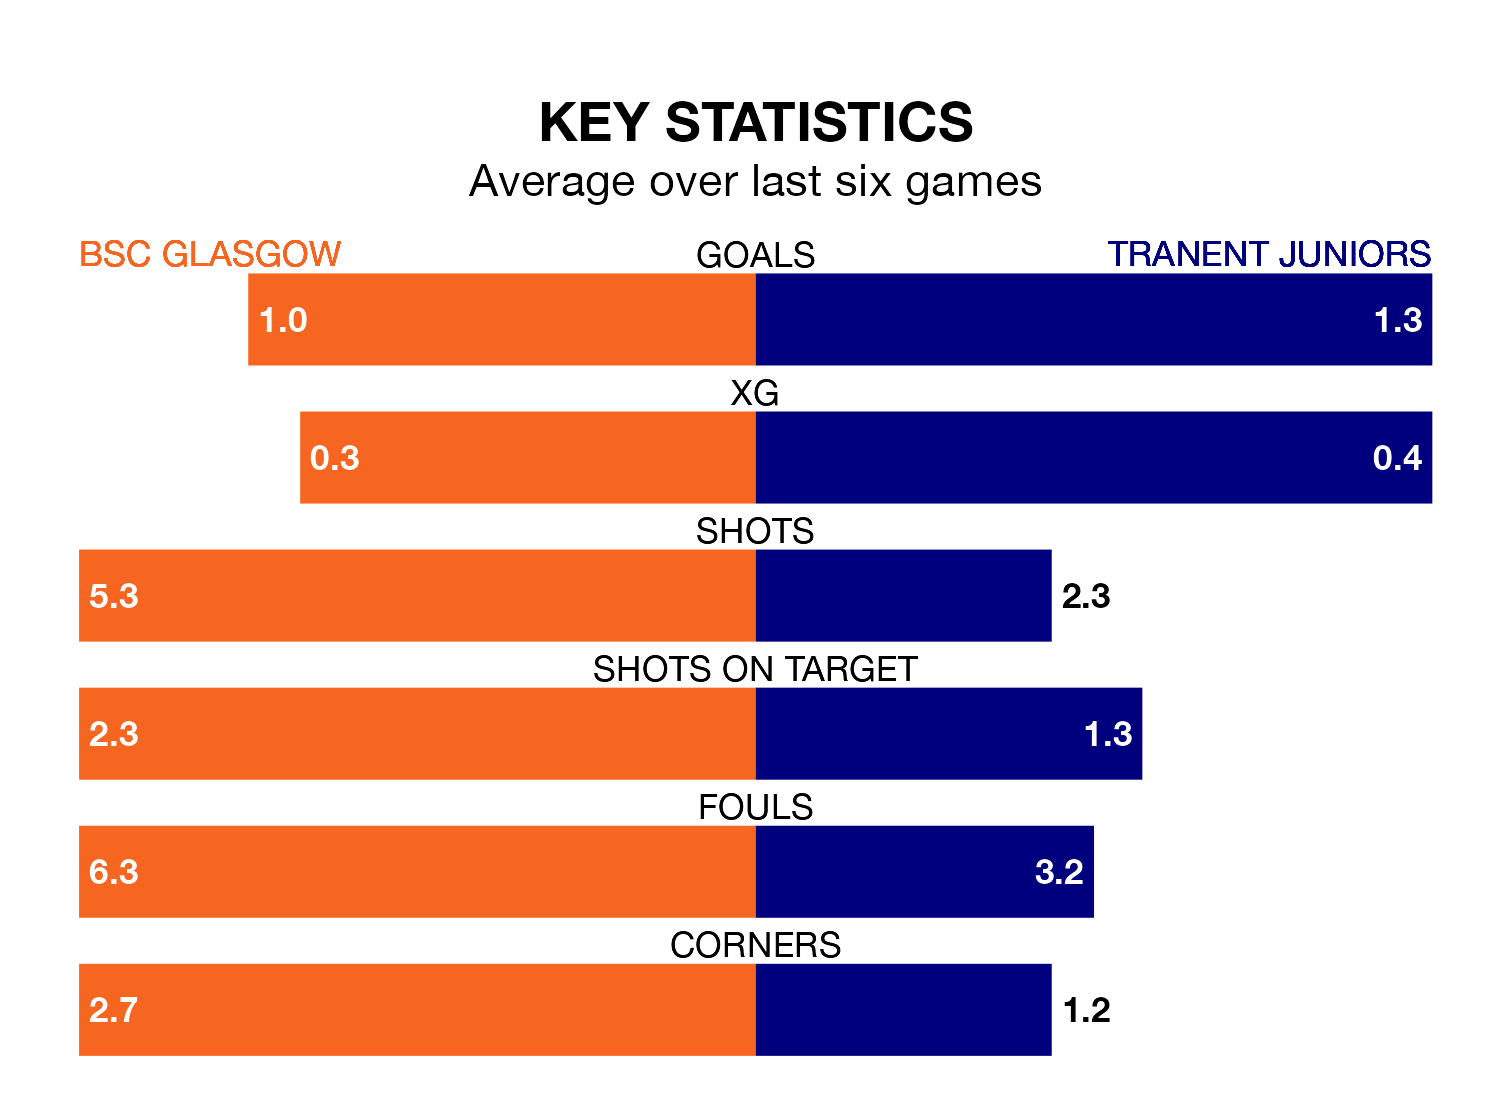 KEY STATISTICS
Average over last six games
BSC GLASGOW GOALS TRANENT JUNIORS
1.0 1.3
XG
0.3 0.4
SHOTS
5.3 2.3
SHOTS ON TARGET
2.3 1.3
FOULS
6.3 3.2
CORNERS
2.7 1.2